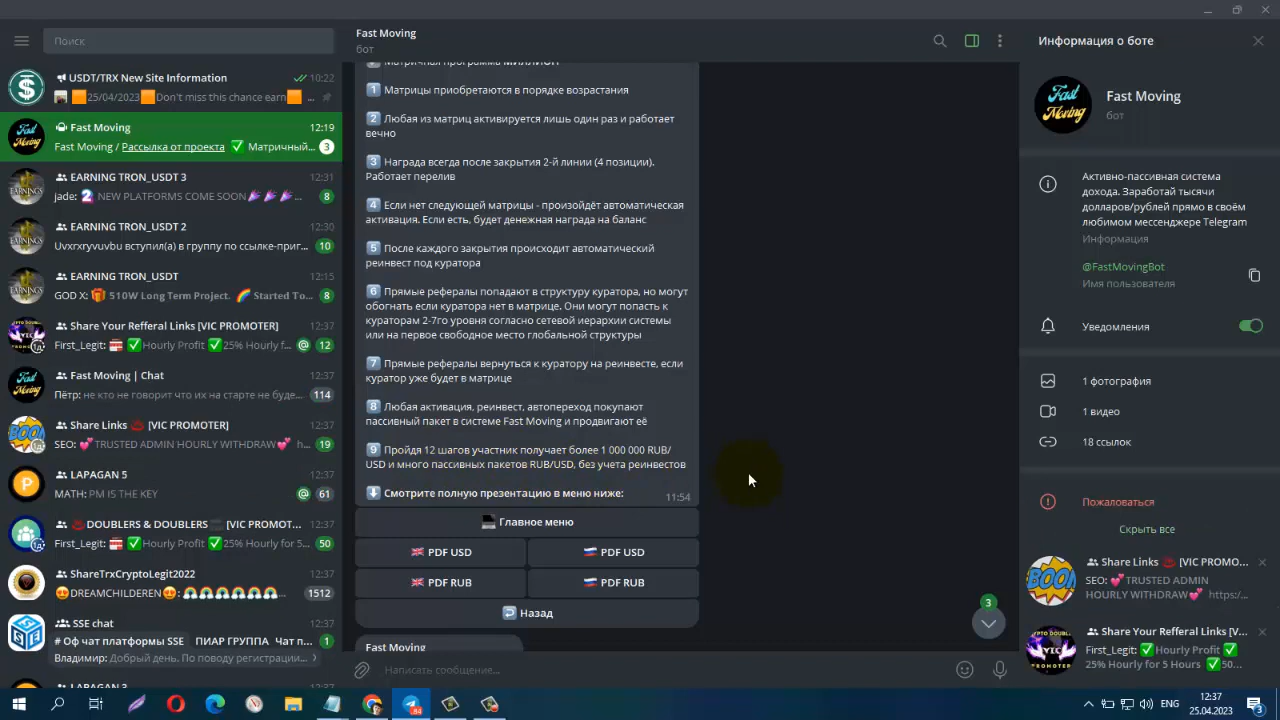 Поиск
USDT/TRX New Site Information
10:22
25/04/2023 Don't miss this chance earn ...
Fast Moving
12:19
Fast Moving / Рассылка от проекта ✅ Матричный...
3
EARNING TRON_USDT 3
12:31
Jade: NEW PLATFORMS COME SOON ...
8
EARNING TRON_USDT 2
12:30
Uvxrxyruvvbu вступил(а) в группу по ссылке-приг...
10
EARNING TRON_USDT
12:15
GOD X: 510W Long Term Project. Started To...
8
Share Your Refferal Links [VIC PROMOTER]
12:37
First_Legit: ✅Hourly Profit ✅25% Hourly f...
@ 12
Fast Moving | Chat
12:37
Пётр: не кто не говорит что их на старте не буде...
114
Share Links [VIC PROMOTER]
12:37
SEO: TRUSTED ADMIN HOURLY WITHDRAW h...
19
LAPAGAN 5
12:37
MATH: PM IS THE KEY
@ 61
DOUBLERS & DOUBLERS [VIC PROMOT...
12:37
First_Legit: ✅Hourly Profit ✅25% Hourly for 5...
50
ShareTrxCryptoLegit2022
12:37
DREAMCHILDEREN : ...
1512
SSE chat
12:37
# Оф чат платформы SSE ПИАР ГРУППА Чат п...
1
Владимир: Добрый день. По поводу регистрации...
LAPAGAN 3
12:37
Fast Moving
бот
Матричная программа МИЛЛИОН
1 Матрицы приобретаются в порядке возрастания
2 Любая из матриц активируется лишь один раз и работает
вечно
3 Награда всегда после закрытия 2-й линии (4 позиции).
Работает перелив
4 Если нет следующей матрицы - произойдёт автоматическая
активация. Если есть, будет денежная награда на баланс
5 После каждого закрытия происходит автоматический
реинвест под куратора
6 Прямые рефералы попадают в структуру куратора, но могут
обогнать если куратора нет в матрице. Они могут попасть к
кураторам 2-7го уровня согласно сетевой иерархии системы
или на первое свободное место глобальной структуры
7 Прямые рефералы вернуться к куратору на реинвесте, если
куратор уже будет в матрице
8 Любая активация, реинвест, автопереход покупают
пассивный пакет в системе Fast Moving и продвигают её
9 Пройдя 12 шагов участник получает более 1 000 000 RUB/
USD и много пассивных пакетов RUB/USD, без учета реинвестов
Смотрите полную презентацию в меню ниже:
11:54
Главное меню
PDF USD
PDF USD
PDF RUB
PDF RUB
Назад
Fast Moving
3
Написать сообщение...
Информация о боте
Fast Moving
Fast Moving
бот
Активно-пассивная система
дохода. Заработай тысячи
долларов/рублей прямо в своём
любимом мессенджере Telegram
Информация
@FastMovingBot
Имя пользователя
Уведомления
1 фотография
1 видео
18 ссылок
Пожаловаться
Скрыть все
Share Links [VIC PROMOTER]
SEO: TRUSTED ADMIN
HOURLY WITHDRAW https:/...
Share Your Refferal Links [V...
First_Legit: ✅Hourly Profit ✅
25% Hourly for 5 Hours ✅50...
84
ENG
12:37
25.04.2023
3